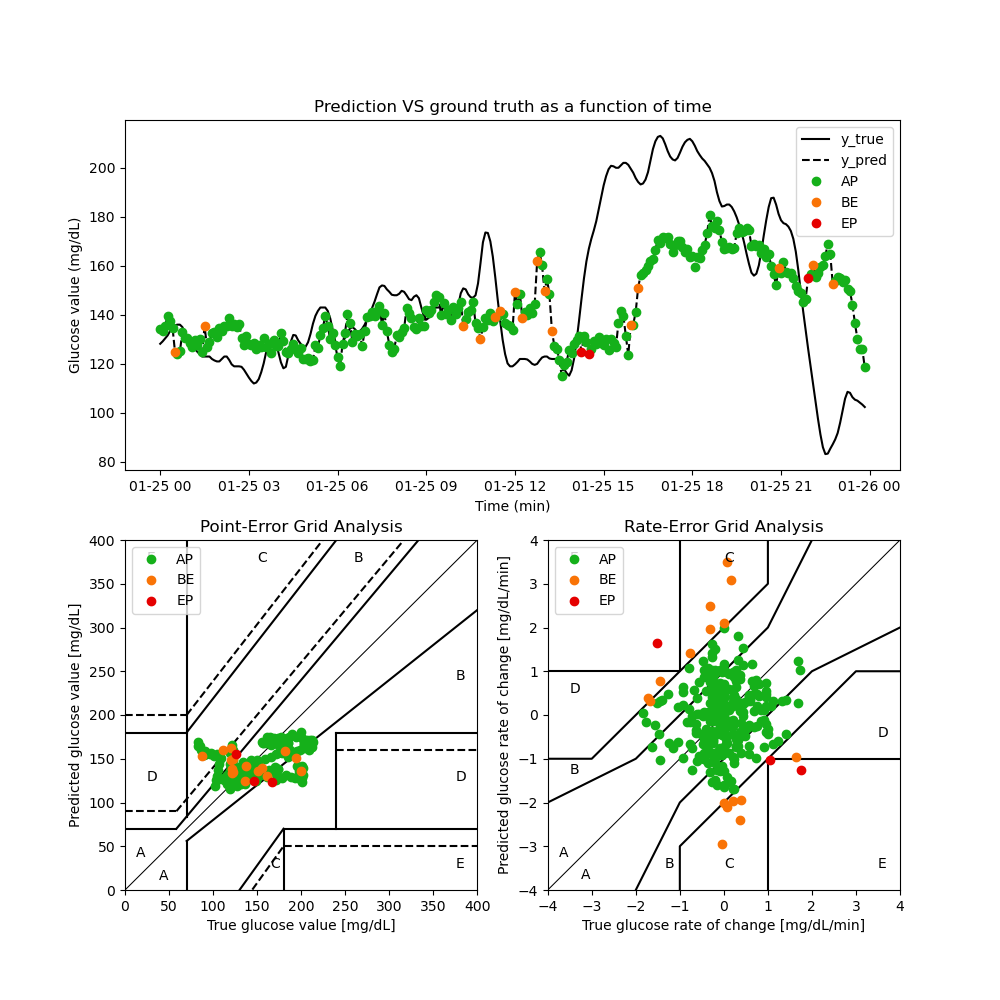 Prediction VS ground truth as a function of time
Glucose value (mg/dL)
200
180
160
140
120
100
80
y_true
y_pred
AP
BE
EP
01-25 00 01-25 03 01-25 06 01-25 09 01-25 12 01-25 15 01-25 18 01-25 21 01-26 00
Time (min)
Point-Error Grid Analysis
Predicted glucose value [mg/dL]
400
350
300
250
200
150
100
50
0
AP
BE
EP
C
B
B
D
D
A
A
C
E
0 50 100 150 200 250 300 350 400
True glucose value [mg/dL]
Rate-Error Grid Analysis
Predicted glucose rate of change [mg/dL/min]
4
3
2
1
0
−1
−2
−3
−4
AP
BE
EP
C
D
D
B
A
A
B
C
E
−4 −3 −2 −1 0 1 2 3 4
True glucose rate of change [mg/dL/min]